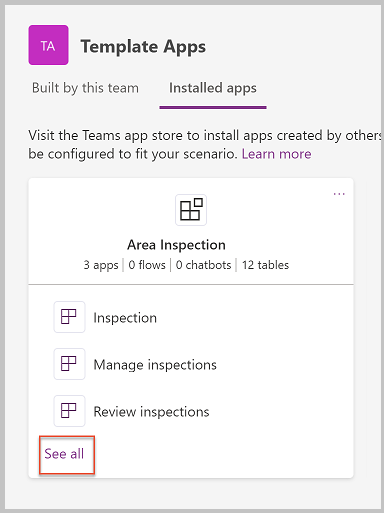 TA
Template Apps
Built by this team Installed apps
Visit the Teams app store to install apps created by others
be configured to fit your scenario. Learn more
...
Area Inspection
3 apps | 0 flows | 0 chatbots | 12 tables
Inspection
Manage inspections
Review inspections
See all